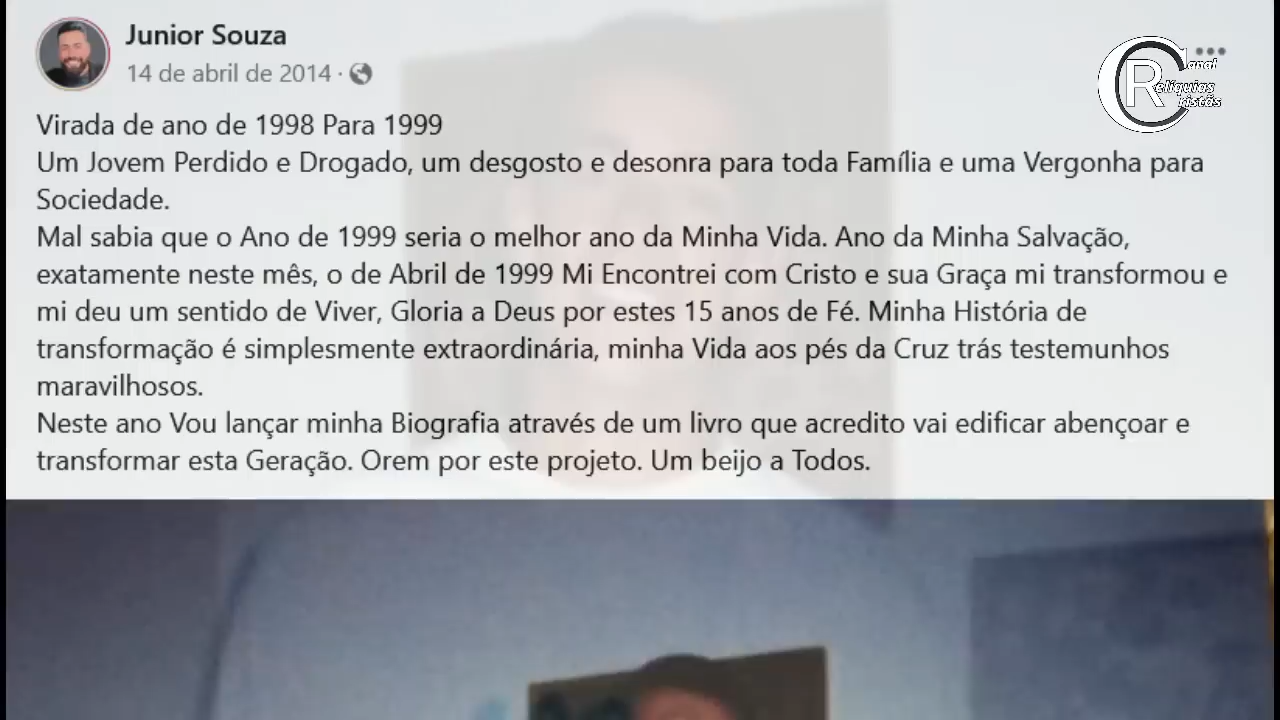 Junior Souza
14 de abril de 2014 ·
Virada de ano de 1998 Para 1999
Um Jovem Perdido e Drogado, um desgosto e desonra para toda Família e uma Vergonha para
Sociedade.
Mal sabia que o Ano de 1999 seria o melhor ano da Minha Vida. Ano da Minha Salvação,
exatamente neste mês, o de Abril de 1999 Mi Encontrei com Cristo e sua Graça mi transformou e
mi deu um sentido de Viver, Gloria a Deus por estes 15 anos de Fé. Minha História de
transformação é simplesmente extraordinária, minha Vida aos pés da Cruz trás testemunhos
maravilhosos.
Neste ano Vou lançar minha Biografia através de um livro que acredito vai edificar abençoar e
transformar esta Geração. Orem por este projeto. Um beijo a Todos.
Canal
Relíquias
Cristãs